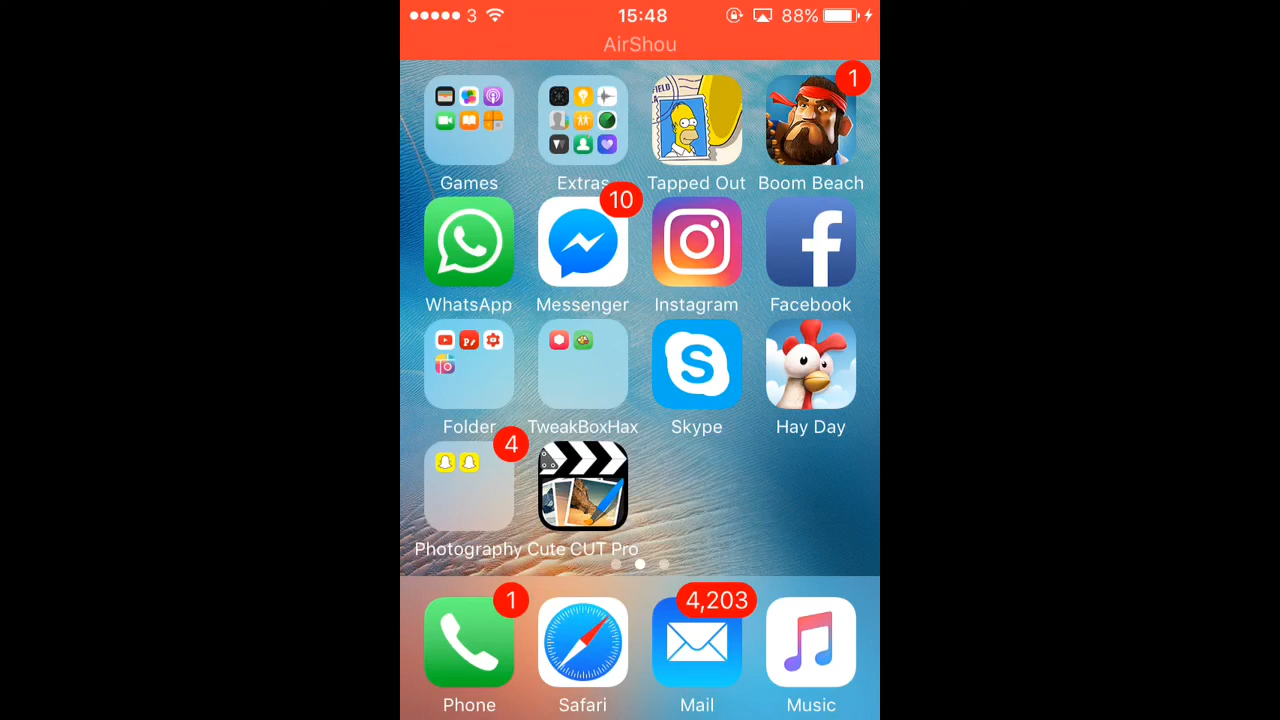 3 15:48 88%
AirShou
1
Games Extras Tapped Out Boom Beach
10
WhatsApp Messenger Instagram Facebook
Folder TweakBoxHax Skype Hay Day
4
Photography Cute CUT Pro
1 4,203
Phone Safari Mail Music